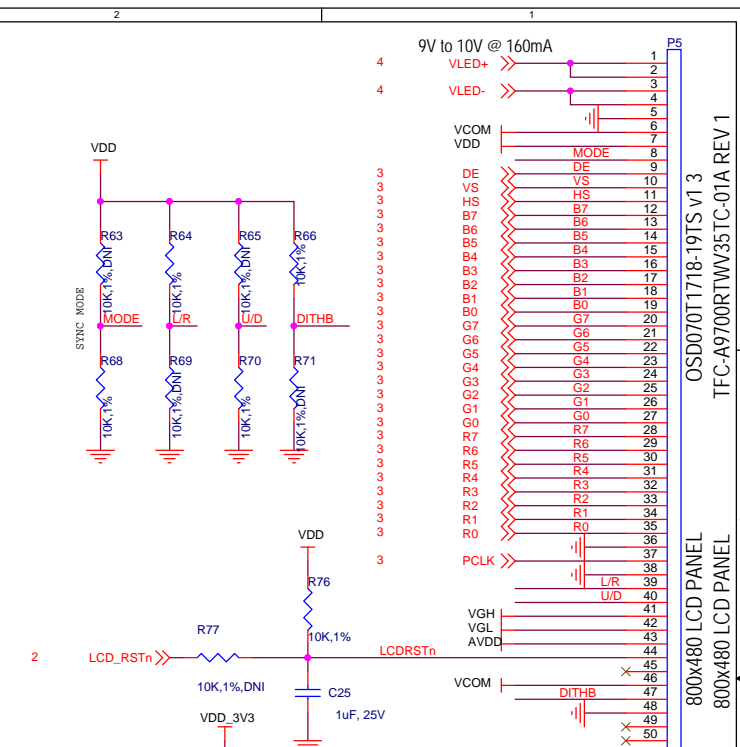 2
1
9V to 10V @ 160mA
P5
4 VLED+ 1
2
4 VLED- 3
4
5
VCOM 6
VDD 7
MODE 8
3 DE DE 9
3 VS VS 10
3 HS HS 11
3 B7 B7 12
3 B6 B6 13
3 B5 B5 14
3 B4 B4 15
3 B3 B3 16
3 B2 B2 17
3 B1 B1 18
3 B0 B0 19
3 G7 G7 20
3 G6 G6 21
3 G5 G5 22
3 G4 G4 23
3 G3 G3 24
3 G2 G2 25
3 G1 G1 26
3 G0 G0 27
3 R7 R7 28
3 R6 R6 29
3 R5 R5 30
3 R4 R4 31
3 R3 R3 32
3 R2 R2 33
3 R1 R1 34
3 R0 R0 35
36
3 PCLK 37
38
L/R 39
U/D 40
VGH 41
VGL 42
AVDD 43
LCDRSTn 44
45
VCOM 46
DITHB 47
48
49
50
OSD070T1718-19TS v1 3
TFC-A9700RTWV35TC-01A REV 1
800x480 LCD PANEL
800x480 LCD PANEL
VDD
R63
10K,1%,DNI
R64
10K,1%
R65
10K,1%,DNI
R66
10K,1%
SYNC MODE
MODE
L/R
U/D
DITHB
R68
10K,1%
R69
10K,1%,DNI
R70
10K,1%
R71
10K,1%,DNI
VDD
R76
10K,1%
2 LCD_RSTn
R77
10K,1%,DNI
C25
1uF, 25V
VDD_3V3